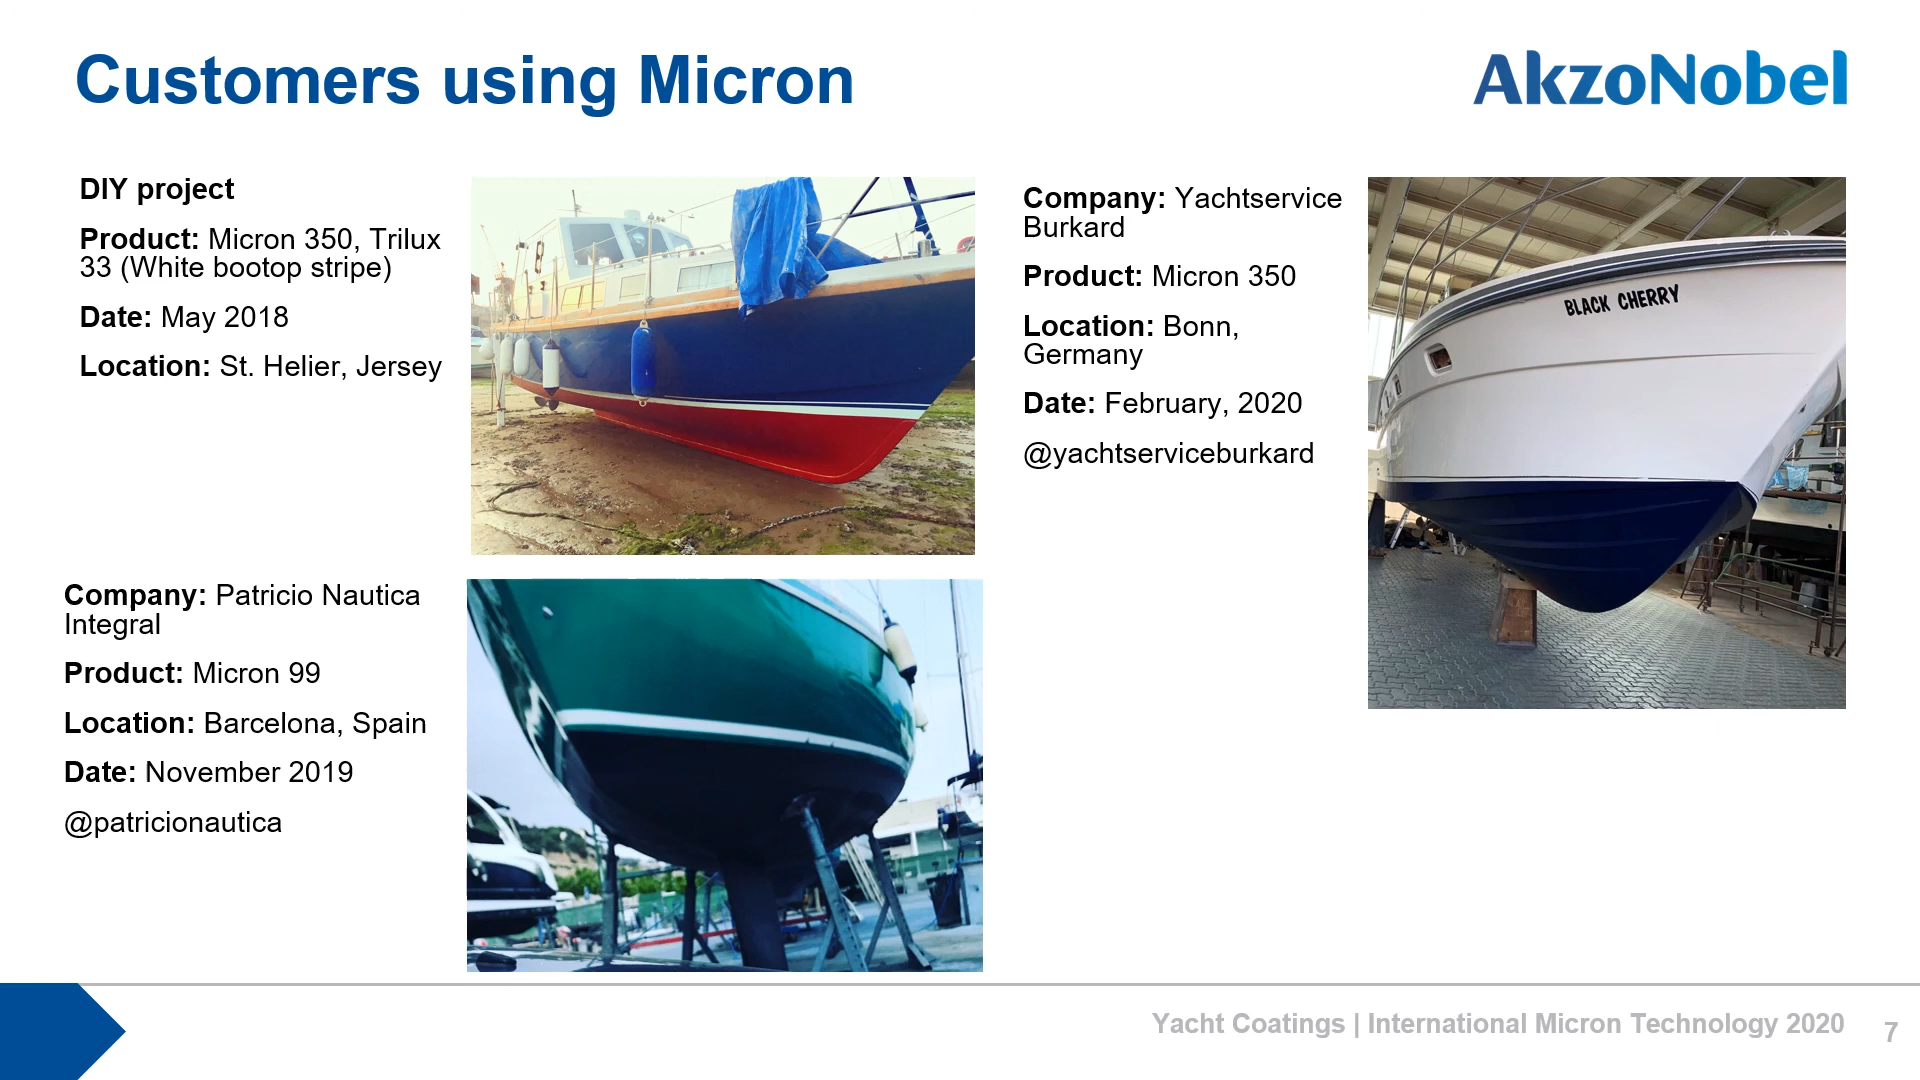 Customers using Micron
AkzoNobel
DIY project
Product: Micron 350, Trilux
33 (White bootop stripe)
Date: May 2018
Location: St. Helier, Jersey
Company: Yachtservice
Burkard
Product: Micron 350
Location: Bonn,
Germany
Date: February, 2020
@yachtserviceburkard
BLACK CHERRY
Company: Patricio Nautica
Integral
Product: Micron 99
Location: Barcelona, Spain
Date: November 2019
@patricionautica
Yacht Coatings | International Micron Technology 2020
7